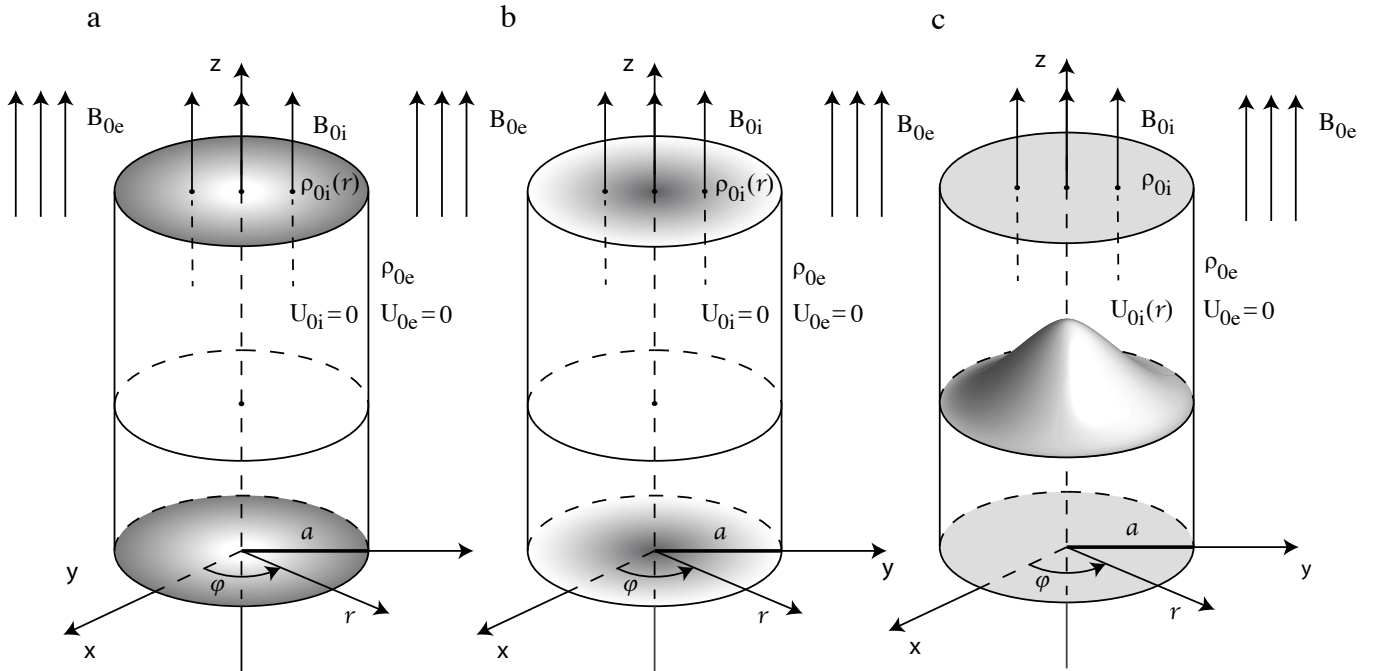 a
z
B0e
B0i
ρ0i(r)
ρ0e
U0i=0
U0e=0
a
y
φ
r
x
b
z
B0e
B0i
ρ0i(r)
ρ0e
U0i=0
U0e=0
a
y
φ
r
x
c
z
B0e
B0i
B0e
ρ0i
ρ0e
U0i(r)
U0e=0
a
y
φ
r
x